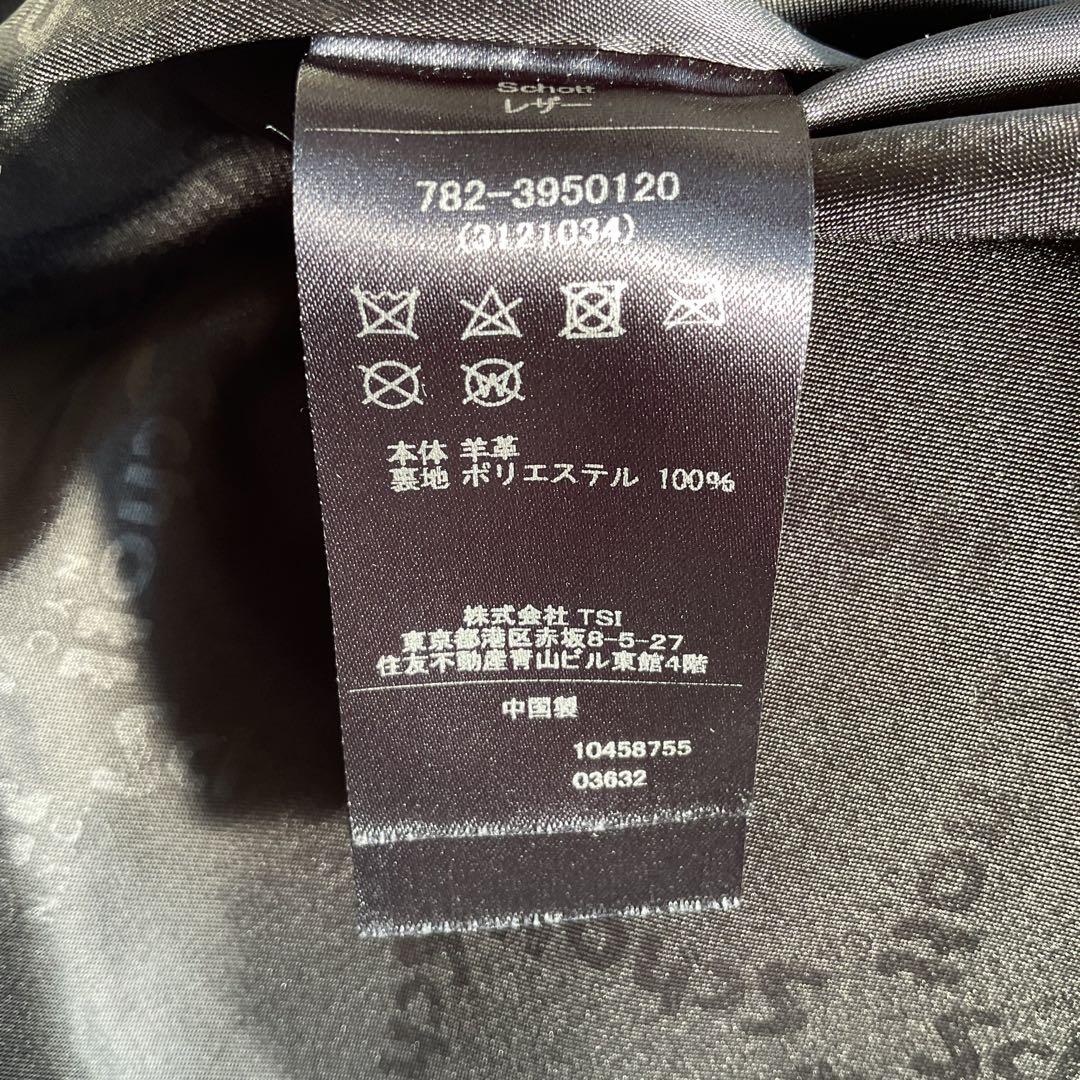 Schott
レザー
782-3950120
(3121034)
W
本体 羊革
裏地 ポリエステル 100%
株式会社 TSI
東京都港区赤坂8-5-27
住友不動産青山ビル東館4階
中国製
10458755
03632